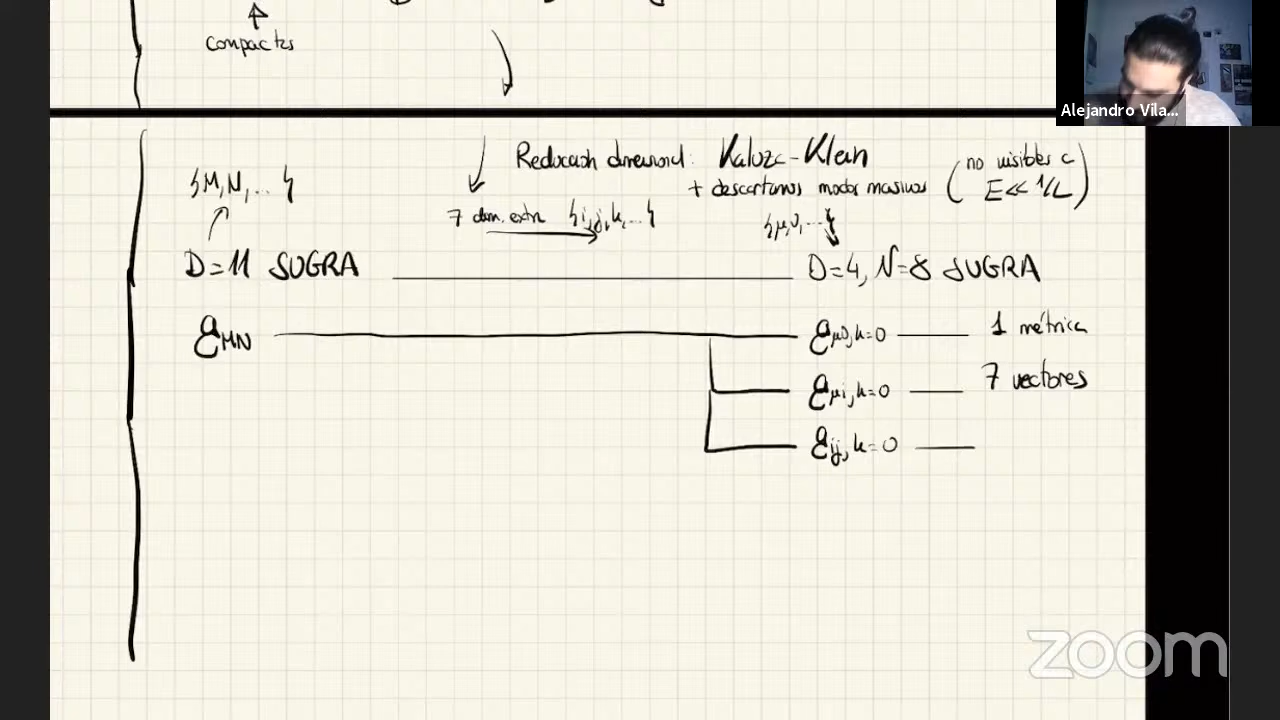 compactes
Alejandro Vila...
Reducción dimensional: Kaluza-Klein
+ descartamos modos masivos
(no visibles a
E << 1/L)
{M,N,...}
7 dim. extra {i,j,k,...}
{μ,ν,...}
D=11 SUGRA
D=4, N=8 SUGRA
g_MN
g_μν,k=0
1 métrica
g_μi,k=0
7 vectores
g_ij,k=0
zoom